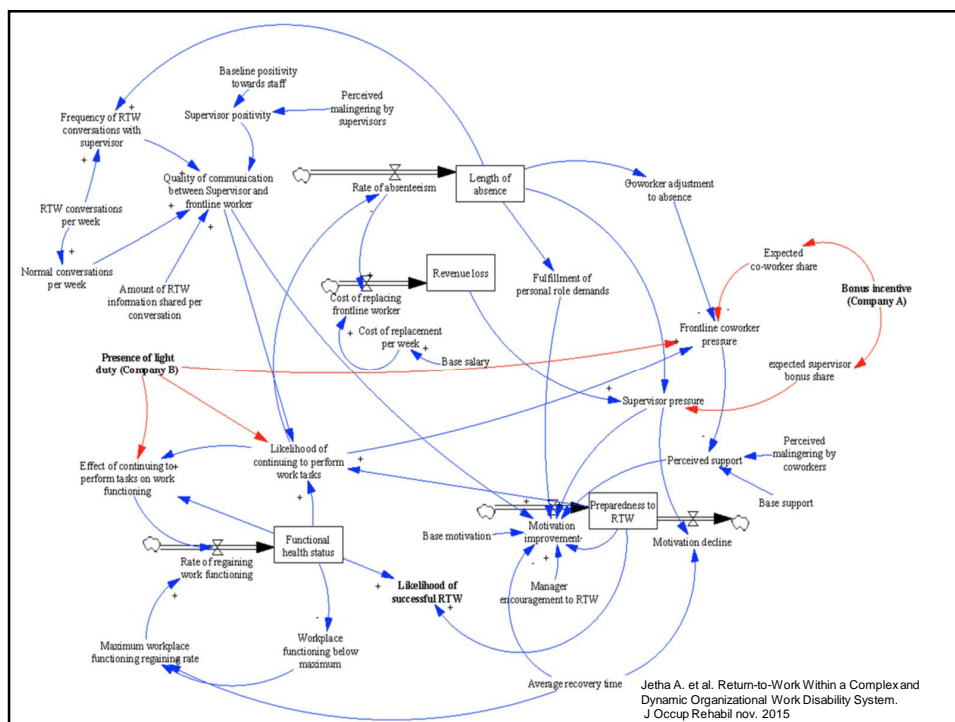 Baseline positivity
towards staff
Perceived
malingering by
supervisors
Frequency of RTW
conversations with
supervisor
Supervisor positivity
Quality of communication
between Supervisor and
frontline worker
Rate of absenteeism
Length of
absence
Coworker adjustment
to absence
RTW conversations
per week
Normal conversations
per week
Amount of RTW
information shared per
conversation
Revenue loss
Cost of replacing
frontline worker
Fulfillment of
personal role demands
Expected
co-worker share
Bonus incentive
(Company A)
Frontline coworker
pressure
Cost of replacement
per week
Base salary
Presence of light
duty (Company B)
expected supervisor
bonus share
Supervisor pressure
Effect of continuing to
perform tasks on work
functioning
Likelihood of
continuing to perform
work tasks
Perceived support
Perceived
malingering by
coworkers
Base support
Preparedness to
RTW
Base motivation
Motivation
improvement
Motivation decline
Functional
health status
Rate of regaining
work functioning
Likelihood of
successful RTW
Manager
encouragement to RTW
Maximum workplace
functioning regaining rate
Workplace
functioning below
maximum
Average recovery time
Jetha A. et al. Return-to-Work Within a Complex and
Dynamic Organizational Work Disability System.
J Occup Rehabil nov. 2015